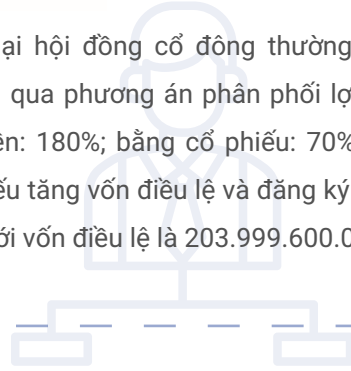 ại hội đồng cổ đông thường
qua phương án phân phối lợ
ền: 180%; bằng cổ phiếu: 70%
ếu tăng vốn điều lệ và đăng ký
ới vốn điều lệ là 203.999.600.0